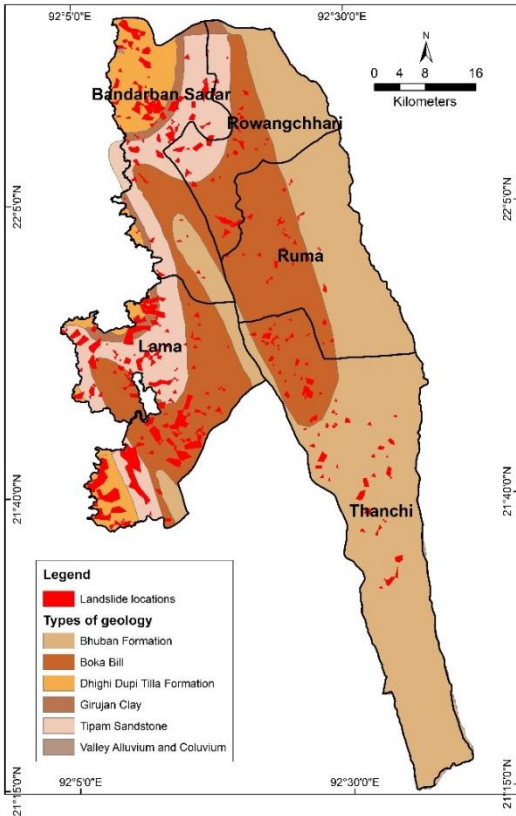 92°5'0"E
92°30'0"E
N
0 4 8 16
Kilometers
Bandarban Sadar
Rowangchhari
22°5'0"N
22°5'0"N
Ruma
Lama
21°40'0"N
21°40'0"N
Thanchi
Legend
Landslide locations
Types of geology
Bhuban Formation
Boka Bill
Dhighi Dupi Tilla Formation
Girujan Clay
Tipam Sandstone
Valley Alluvium and Coluvium
21°15'0"N
21°15'0"N
92°5'0"E
92°30'0"E